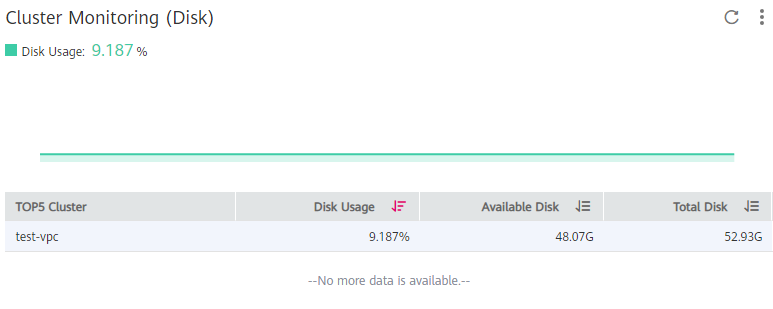 Cluster Monitoring (Disk)
Disk Usage: 9.187 %
TOP5 Cluster Disk Usage Available Disk Total Disk
test-vpc 9.187% 48.07G 52.93G
--No more data is available.--